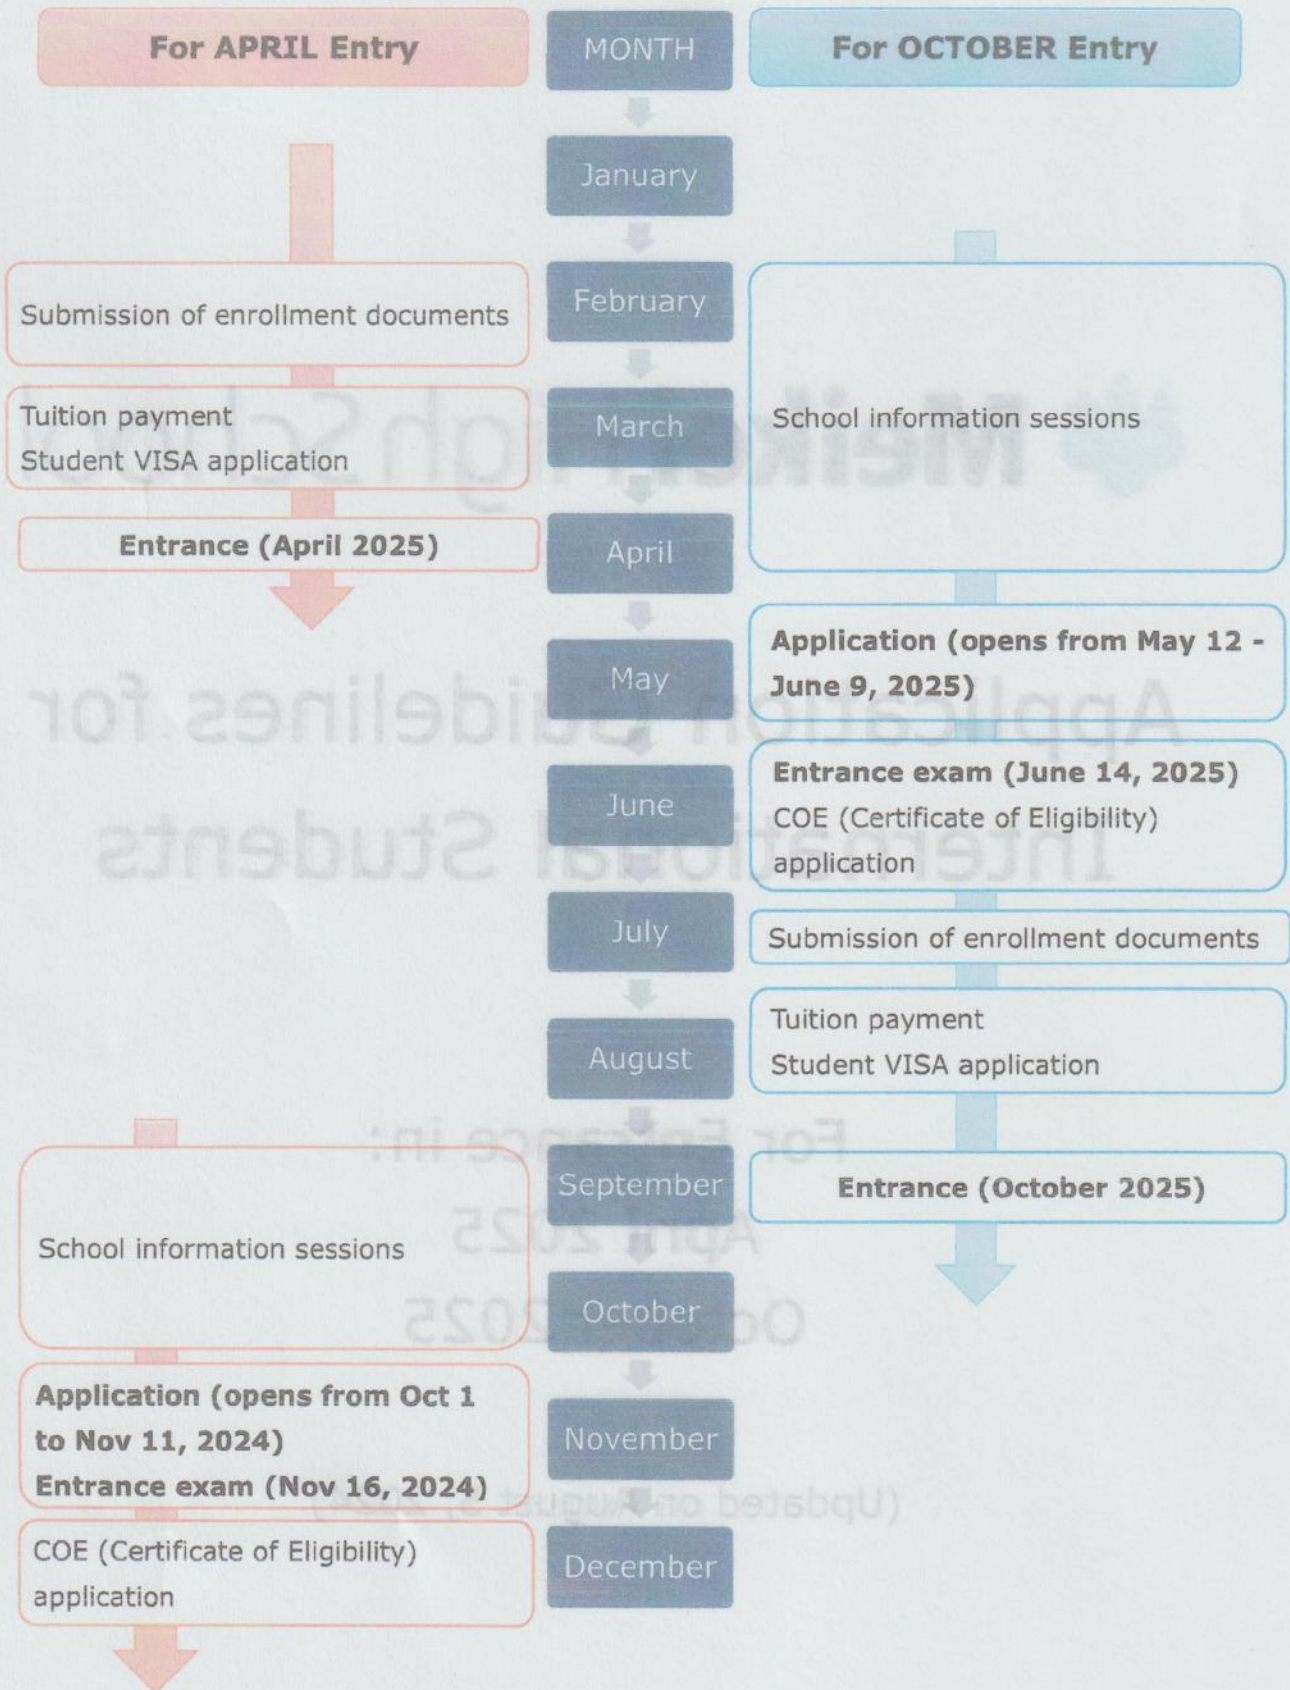 For APRIL Entry
MONTH
For OCTOBER Entry
January
February
Submission of enrollment documents
Tuition payment
Student VISA application
March
School information sessions
Entrance (April 2025)
April
May
Application (opens from May 12 -
June 9, 2025)
June
Entrance exam (June 14, 2025)
COE (Certificate of Eligibility)
application
July
Submission of enrollment documents
August
Tuition payment
Student VISA application
September
Entrance (October 2025)
School information sessions
October
Application (opens from Oct 1
to Nov 11, 2024)
Entrance exam (Nov 16, 2024)
November
COE (Certificate of Eligibility)
application
December